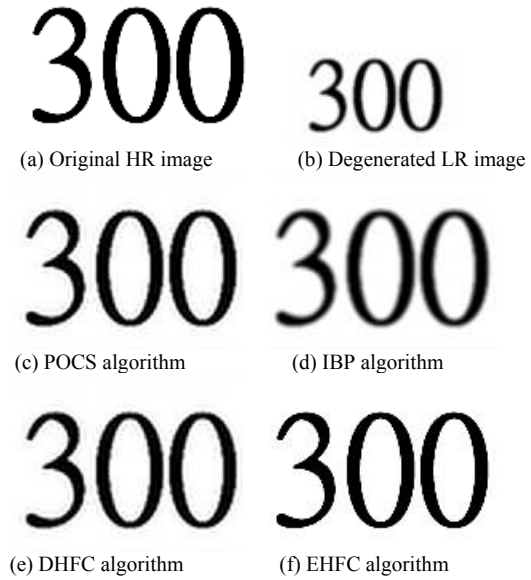 300
300
(a) Original HR image
(b) Degenerated LR image
300
300
(c) POCS algorithm
(d) IBP algorithm
300
300
(e) DHFC algorithm
(f) EHFC algorithm